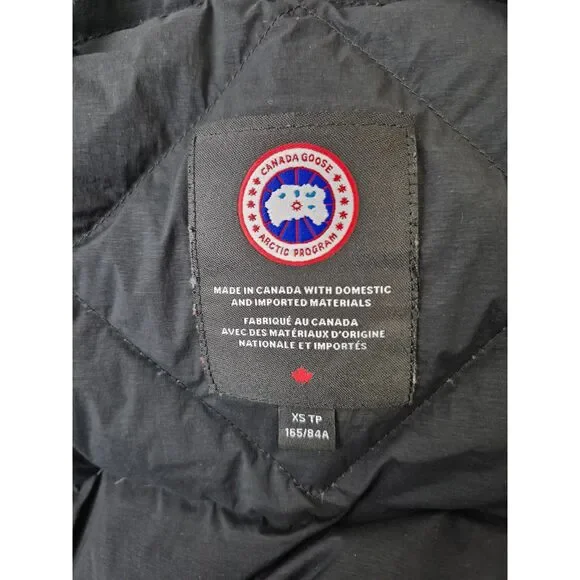 CANADA GOOSE
ARCTIC PROGRAM
MADE IN CANADA WITH DOMESTIC
AND IMPORTED MATERIALS
FABRIQUÉ AU CANADA
AVEC DES MATÉRIAUX D'ORIGINE
NATIONALE ET IMPORTÉS
XS TP
165/84A